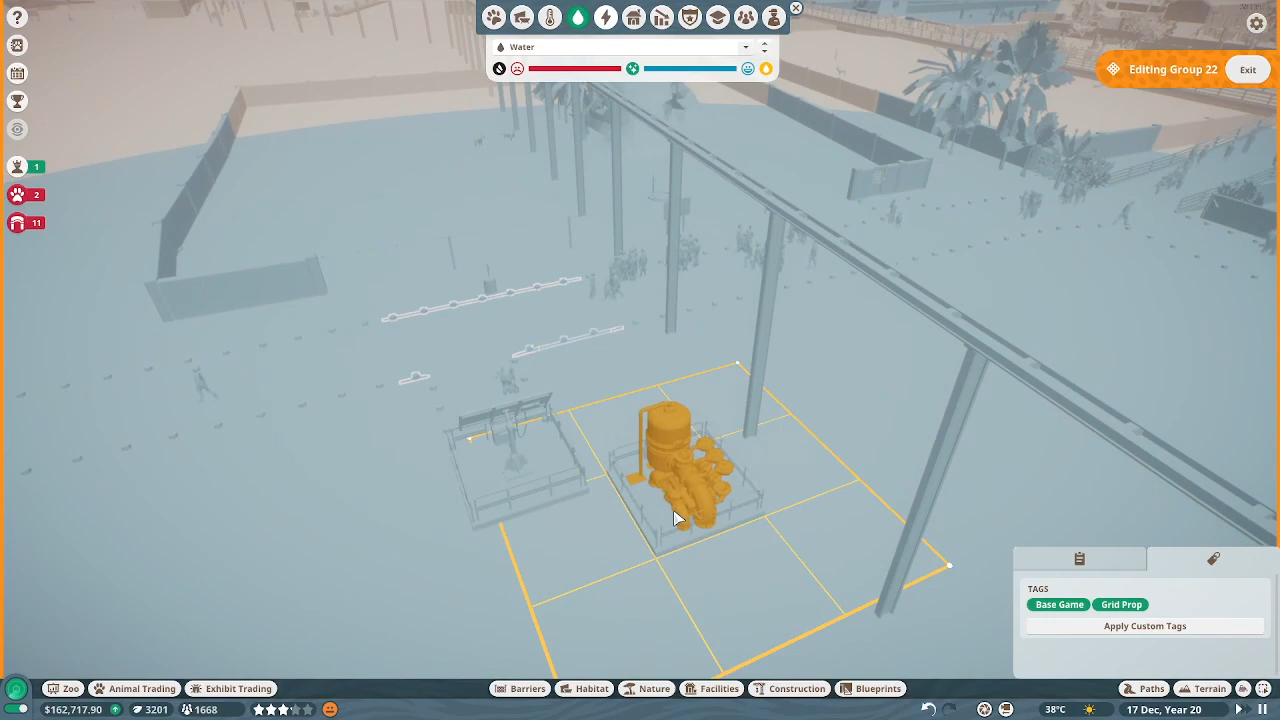 Water
Editing Group 22
Exit
1
2
11
TAGS
Base Game
Grid Prop
Apply Custom Tags
Zoo
Animal Trading
Exhibit Trading
Barriers
Habitat
Nature
Facilities
Construction
Blueprints
Paths
Terrain
$162,717.90
3201
1668
38°C
17 Dec, Year 20